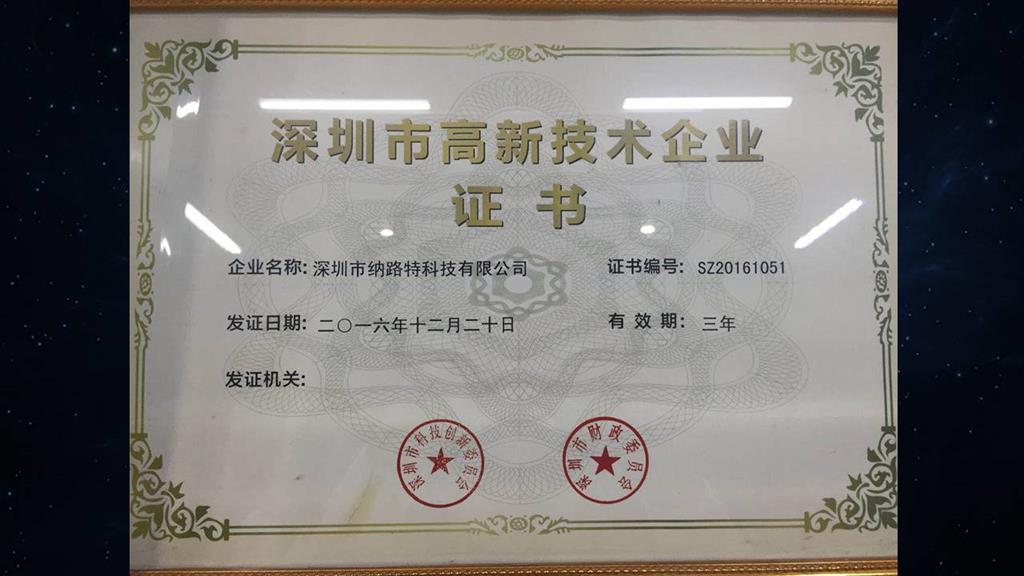 深圳市高新技术企业
证书
企业名称: 深圳市纳路特科技有限公司 证书编号: SZ20161051
发证日期: 二〇一六年十二月二十日 有效期: 三年
发证机关:
深圳市科技创新委员会 深圳市财政委员会